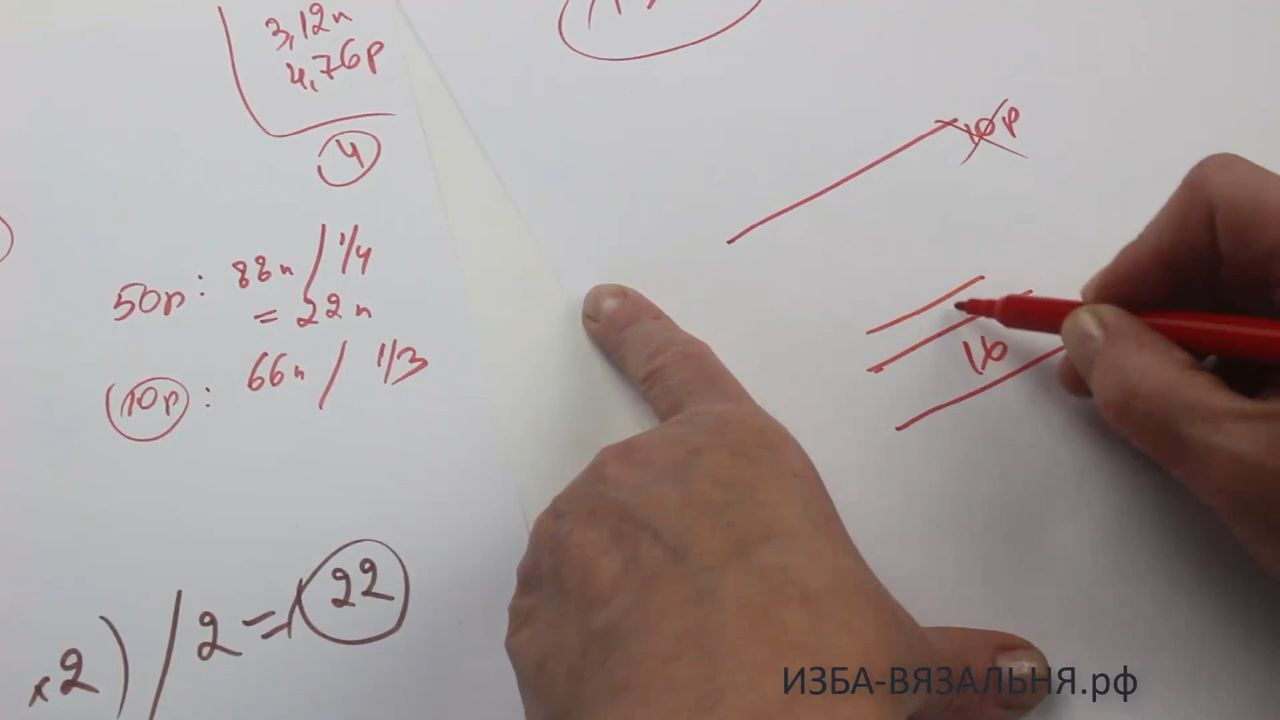 3,12п
4,76р
4
50р: 88п / 1/4
= 22п
10р : 66п / 1/3
х2) / 2 = 22
10р
ИЗБА-ВЯЗАЛЬНЯ.рф